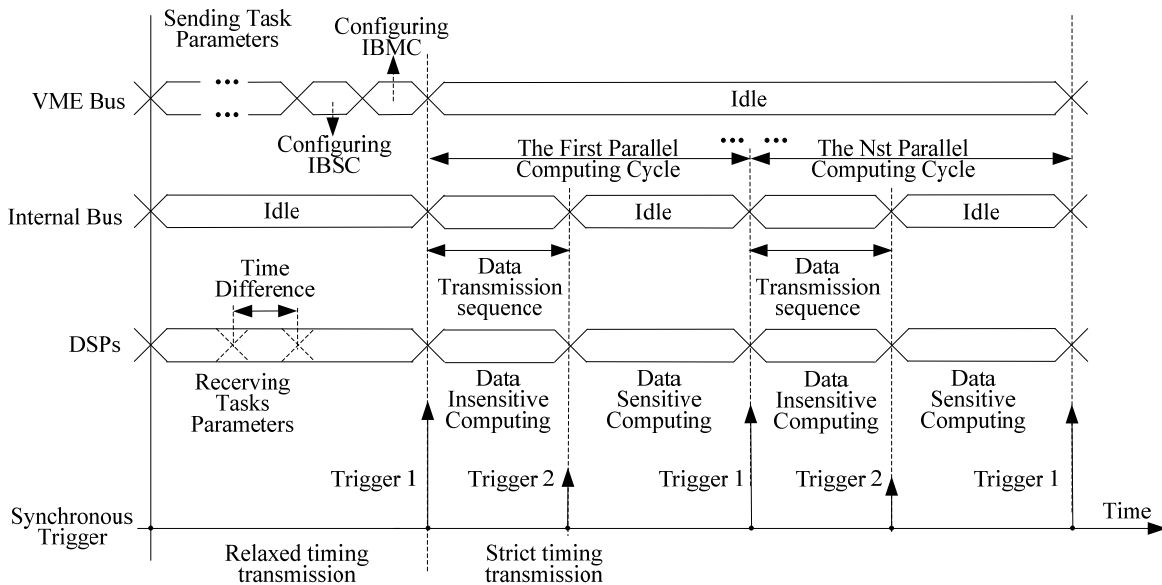 Sending Task
Parameters
Configuring
IBMC
VME Bus
... 
...
Idle
Configuring
IBSC
... ...
The First Parallel
Computing Cycle
The Nst Parallel
Computing Cycle
Internal Bus
Idle
Idle
Idle
Time
Difference
Data
Transmission
sequence
Data
Transmission
sequence
DSPs
Recerving
Tasks
Parameters
Data
Insensitive
Computing
Data
Sensitive
Computing
Data
Insensitive
Computing
Data
Sensitive
Computing
Trigger 1
Trigger 2
Trigger 1
Trigger 2
Trigger 1
Synchronous
Trigger
Time
Relaxed timing
transmission
Strict timing
transmission